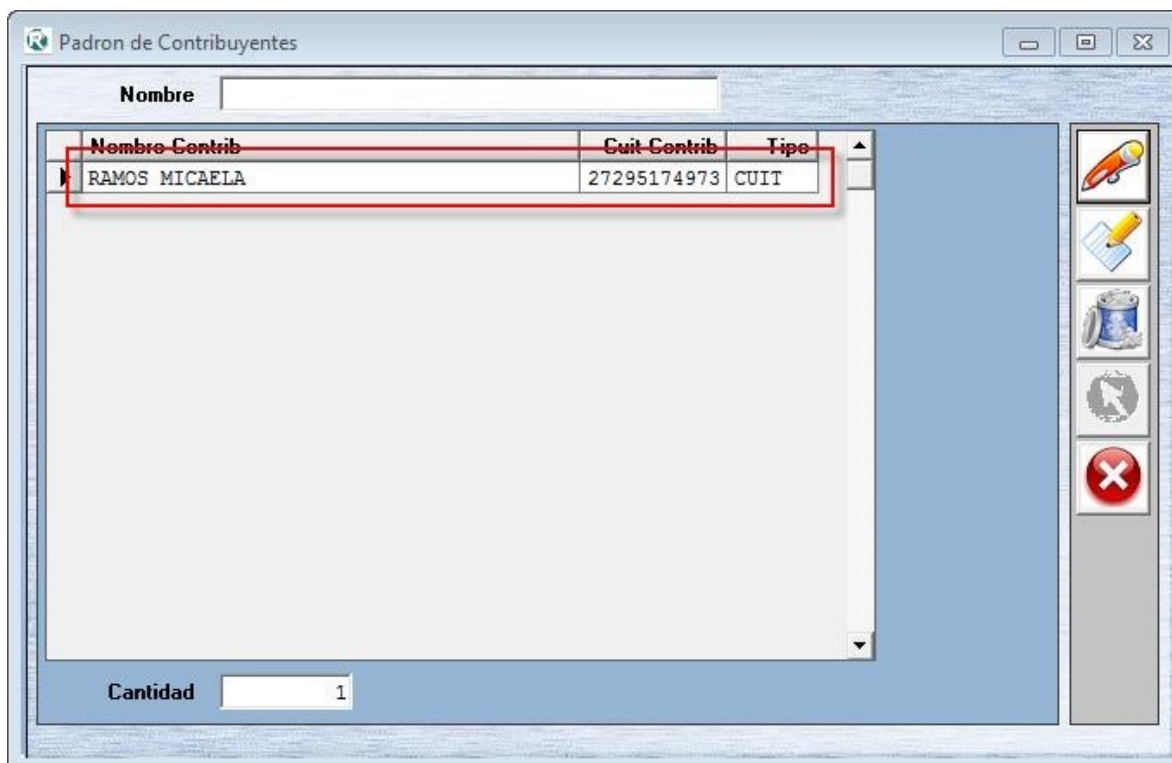 Padron de Contribuyentes
Nombre
Nombre Contrib Cuit Contrib Tipo
RAMOS MICAELA 27295174973 CUIT
Cantidad 1